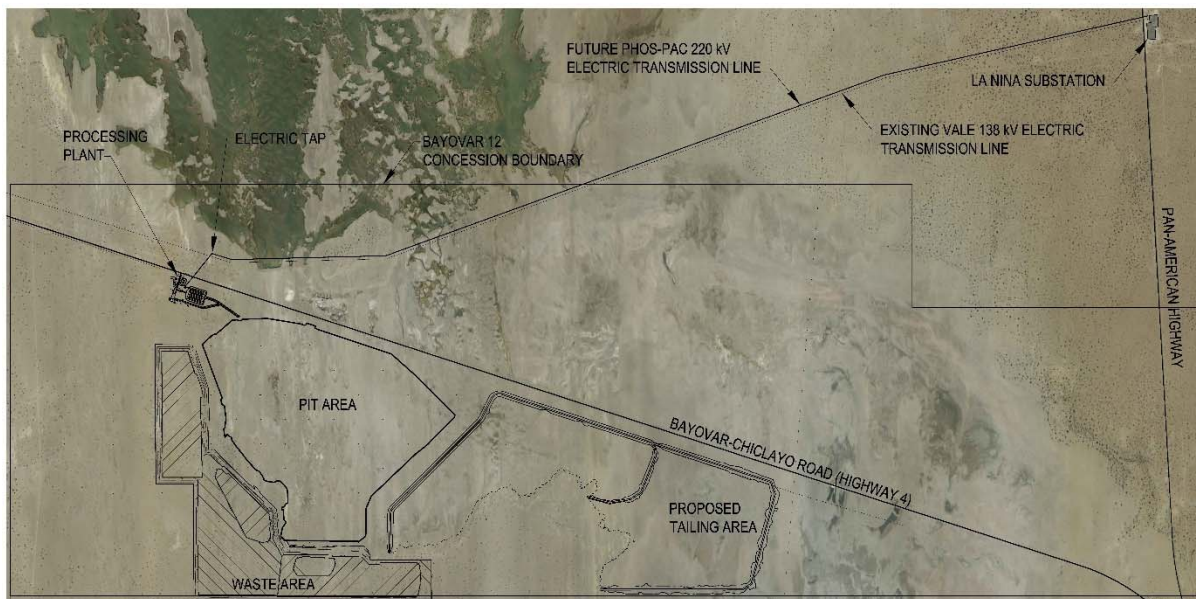 FUTURE PHOS-PAC 220 kV
ELECTRIC TRANSMISSION LINE
LA NINA SUBSTATION
PROCESSING
PLANT
ELECTRIC TAP
BAYOVAR 12
CONCESSION BOUNDARY
EXISTING VALE 138 kV ELECTRIC
TRANSMISSION LINE
PAN-AMERICAN HIGHWAY
PIT AREA
BAYOVAR-CHICLAYO ROAD (HIGHWAY 4)
PROPOSED
TAILING AREA
WASTE AREA